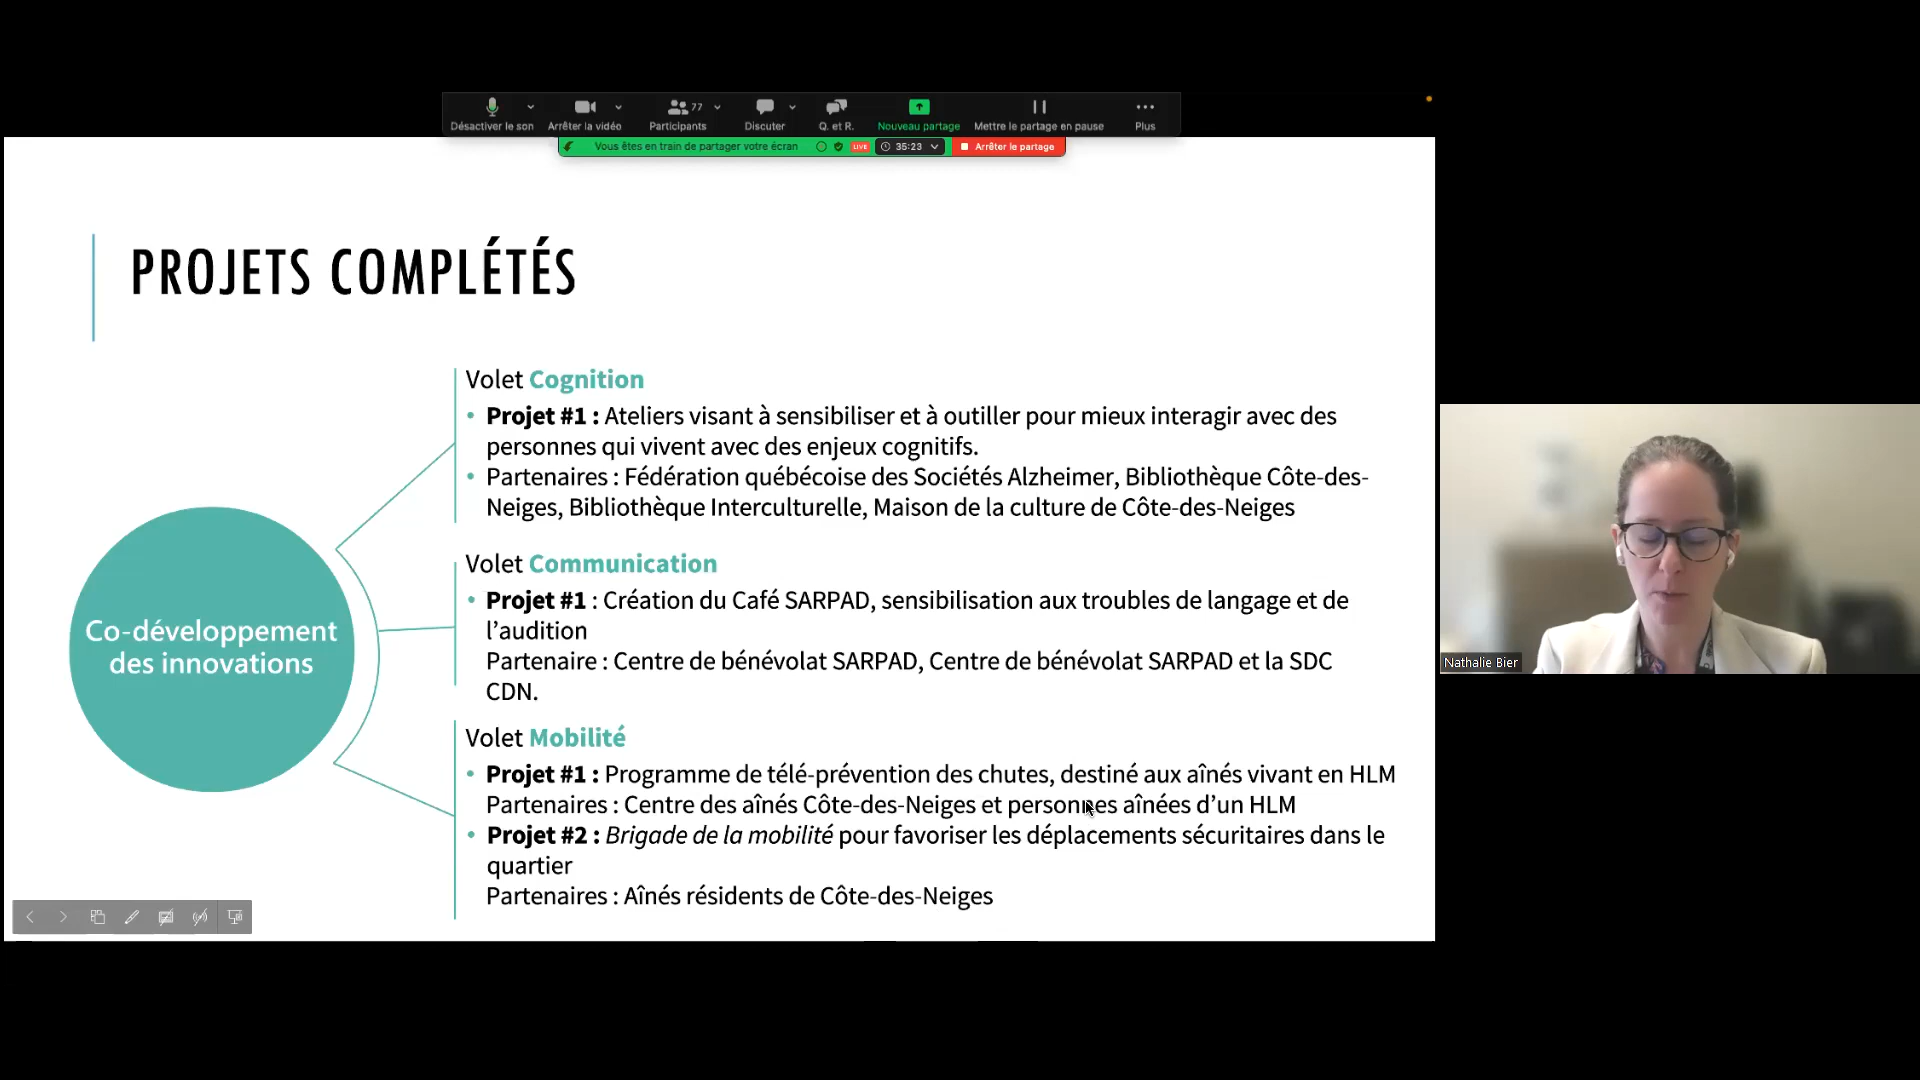 Désactiver le son
Arrêter la vidéo
77
Participants
Discuter
Q. et R.
Nouveau partage
Mettre le partage en pause
Plus
Vous êtes en train de partager votre écran
LIVE
35:23
Arrêter le partage
PROJETS COMPLÉTÉS
Co-développement
des innovations
Volet Cognition
• Projet #1 : Ateliers visant à sensibiliser et à outiller pour mieux interagir avec des
personnes qui vivent avec des enjeux cognitifs.
• Partenaires : Fédération québécoise des Sociétés Alzheimer, Bibliothèque Côte-des-
Neiges, Bibliothèque Interculturelle, Maison de la culture de Côte-des-Neiges
Volet Communication
• Projet #1 : Création du Café SARPAD, sensibilisation aux troubles de langage et de
l’audition
Partenaire : Centre de bénévolat SARPAD, Centre de bénévolat SARPAD et la SDC
CDN.
Volet Mobilité
• Projet #1 : Programme de télé-prévention des chutes, destiné aux aînés vivant en HLM
Partenaires : Centre des aînés Côte-des-Neiges et personnes aînées d’un HLM
• Projet #2 : Brigade de la mobilité pour favoriser les déplacements sécuritaires dans le
quartier
Partenaires : Aînés résidents de Côte-des-Neiges
Nathalie Bier